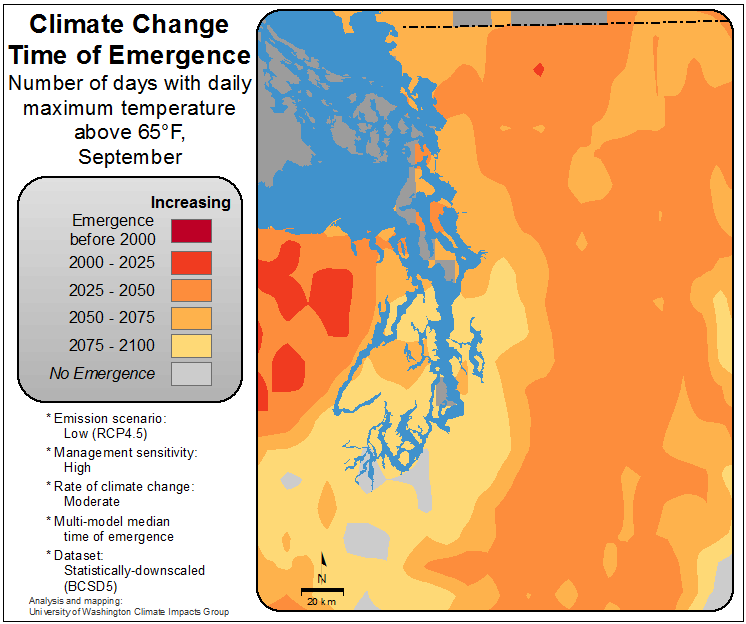 Climate Change
Time of Emergence
Number of days with daily
maximum temperature
above 65°F,
September
Increasing
Emergence
before 2000
2000 - 2025
2025 - 2050
2050 - 2075
2075 - 2100
No Emergence
* Emission scenario:
Low (RCP4.5)
* Management sensitivity:
High
* Rate of climate change:
Moderate
* Multi-model median
time of emergence
* Dataset:
Statistically-downscaled
(BCSD5)
Analysis and mapping:
University of Washington Climate Impacts Group
N
20 km